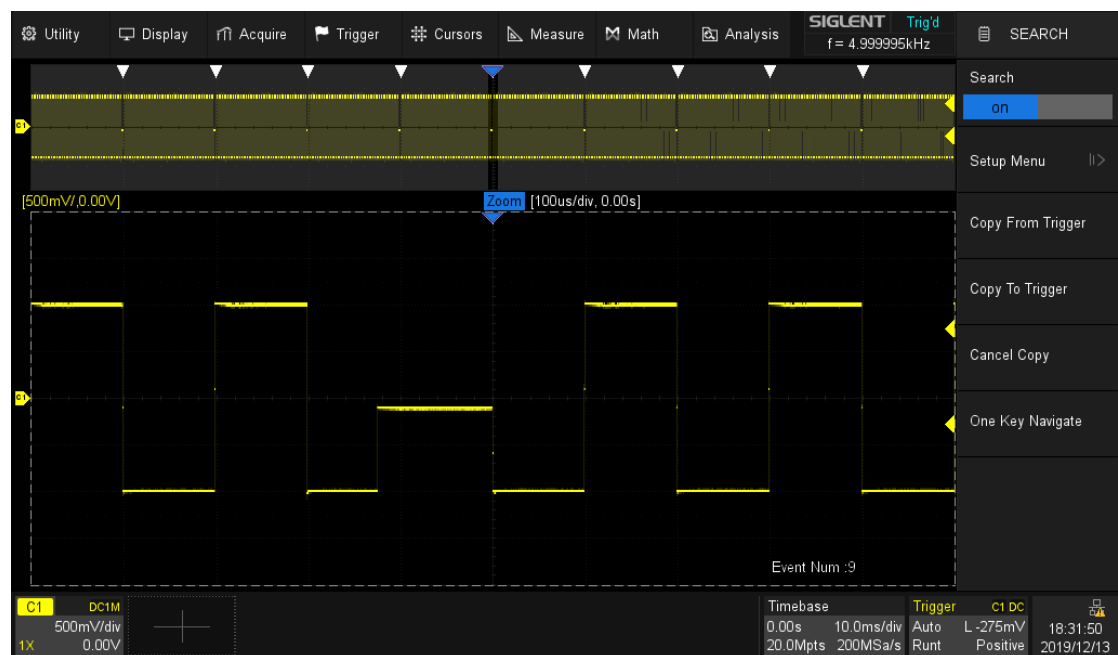 Utility Display Acquire Trigger Cursors Measure Math Analysis SIGLENT Trig'd SEARCH
f = 4.999995kHz
Search
on
C1
Setup Menu
[500mV/,0.00V] Zoom [100us/div, 0.00s]
Copy From Trigger
Copy To Trigger
Cancel Copy
C1
One Key Navigate
Event Num :9
C1 DC1M Timebase Trigger C1 DC
500mV/div 0.00s 10.0ms/div Auto L -275mV 18:31:50
1X 0.00V 20.0Mpts 200MSa/s Runt Positive 2019/12/13